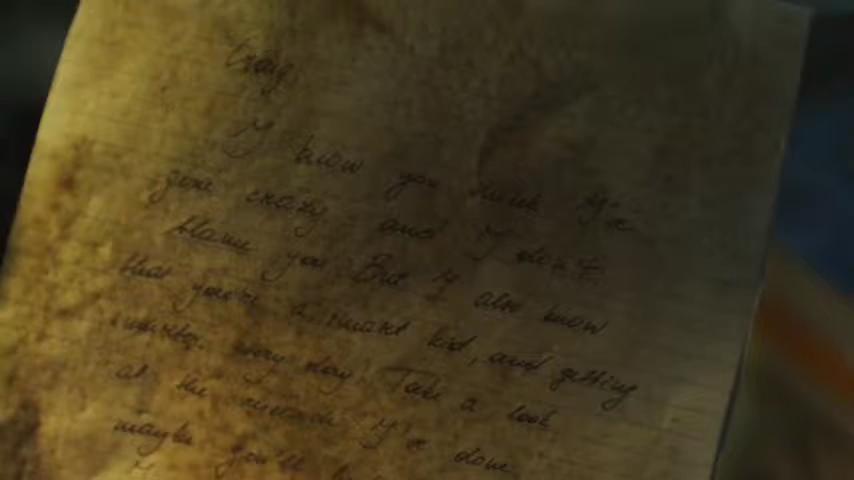 Craig,
I know you think I've
gone crazy and I don't
blame you. But I also know
that you're a smart kid, and getting
smarter every day. Take a look
at the research I've done
maybe you'll